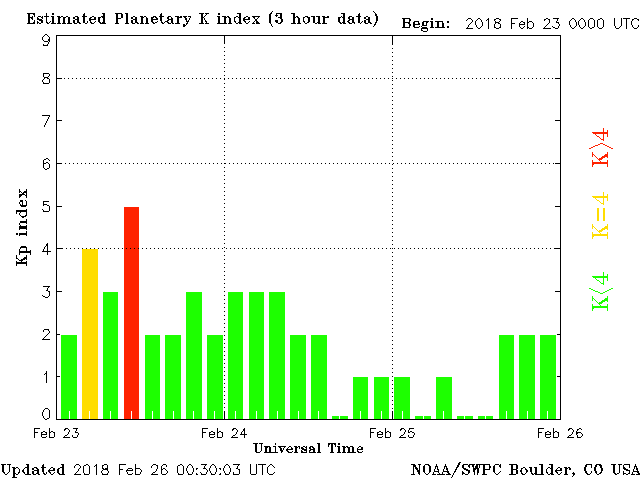 Estimated Planetary K index (3 hour data) Begin: 2018 Feb 23 0000 UTC
9
8
7
6
5
4
3
2
1
0
Kp index
K>4
K=4
K<4
Feb 23 Feb 24 Feb 25 Feb 26
Universal Time
Updated 2018 Feb 26 00:30:03 UTC NOAA/SWPC Boulder, CO USA